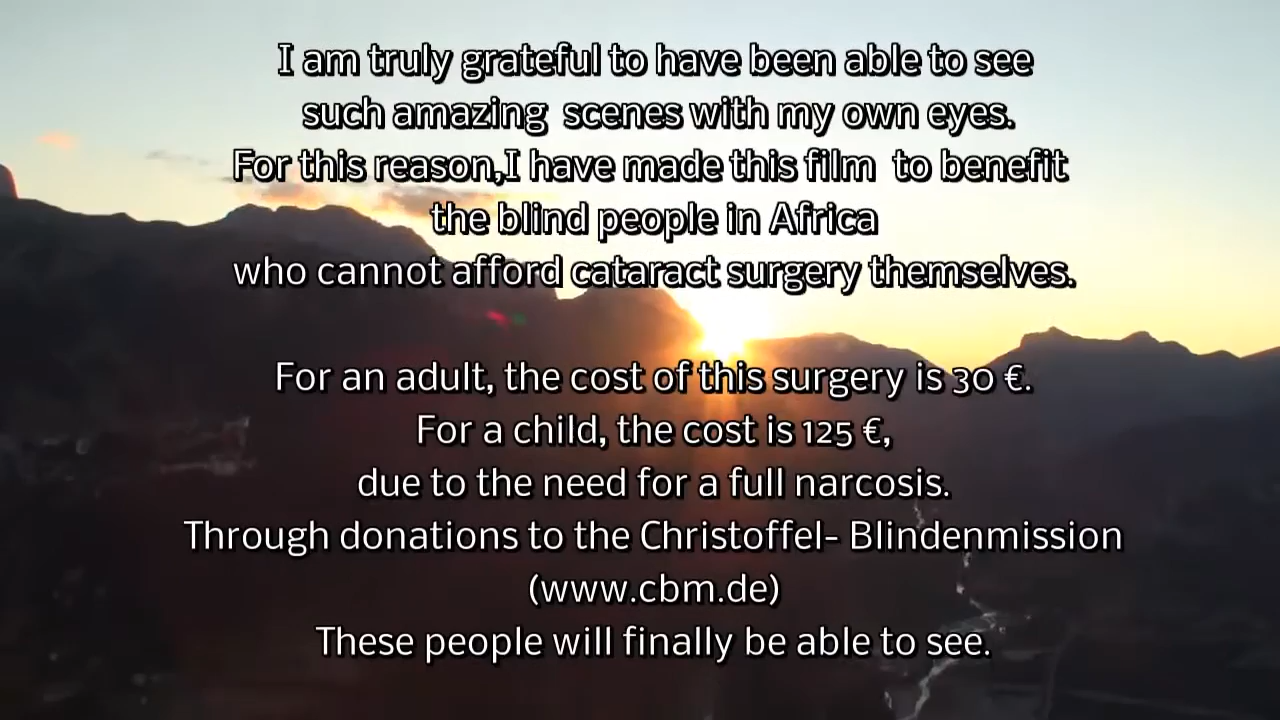 I am truly grateful to have been able to see
such amazing scenes with my own eyes.
For this reason,I have made this film to benefit
the blind people in Africa
who cannot afford cataract surgery themselves.
For an adult, the cost of this surgery is 30 €.
For a child, the cost is 125 €,
due to the need for a full narcosis.
Through donations to the Christoffel- Blindenmission
(www.cbm.de)
These people will finally be able to see.